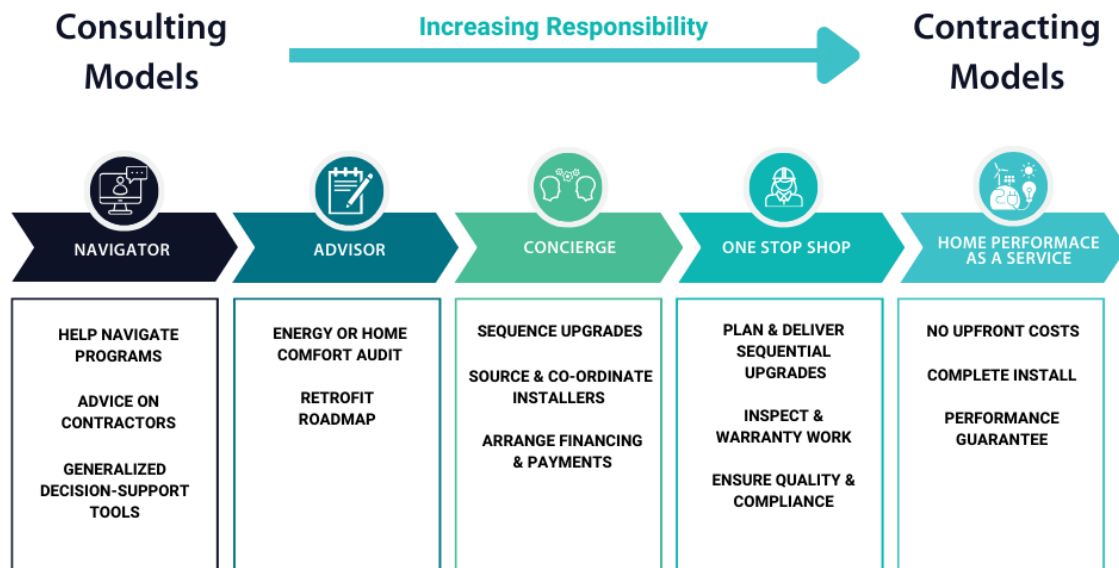 Consulting
Models
Increasing Responsibility
Contracting
Models
NAVIGATOR
ADVISOR
CONCIERGE
ONE STOP SHOP
HOME PERFORMACE
AS A SERVICE
HELP NAVIGATE
PROGRAMS
ADVICE ON
CONTRACTORS
GENERALIZED
DECISION-SUPPORT
TOOLS
ENERGY OR HOME
COMFORT AUDIT
RETROFIT
ROADMAP
SEQUENCE UPGRADES
SOURCE & CO-ORDINATE
INSTALLERS
ARRANGE FINANCING
& PAYMENTS
PLAN & DELIVER
SEQUENTIAL
UPGRADES
INSPECT &
WARRANTY WORK
ENSURE QUALITY &
COMPLIANCE
NO UPFRONT COSTS
COMPLETE INSTALL
PERFORMANCE
GUARANTEE